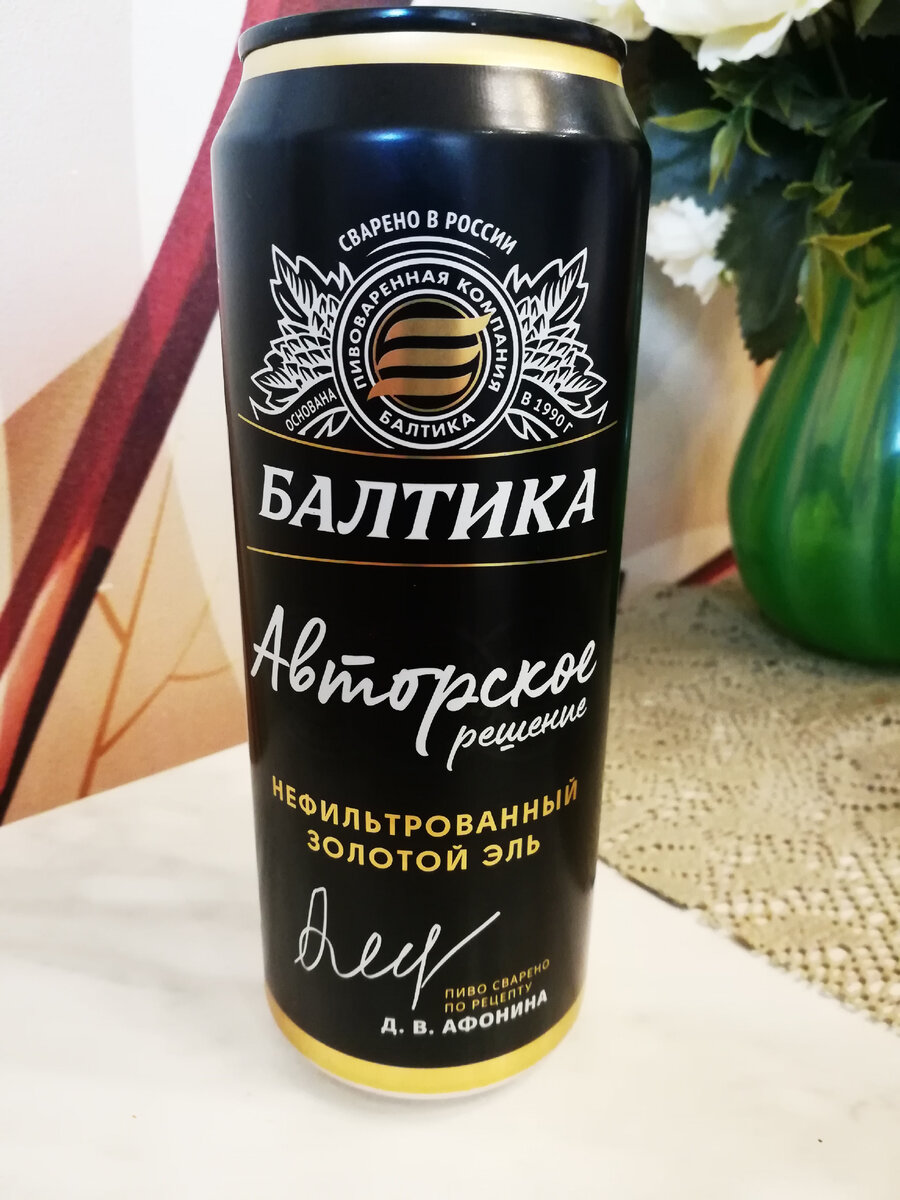 СВАРЕНО В РОССИИ
ПИВОВАРЕННАЯ КОМПАНИЯ
БАЛТИКА
ОСНОВАНА В 1990 Г
БАЛТИКА
Авторское
решение
НЕФИЛЬТРОВАННЫЙ
ЗОЛОТОЙ ЭЛЬ
ПИВО СВАРЕНО
ПО РЕЦЕПТУ
Д. В. АФОНИНА